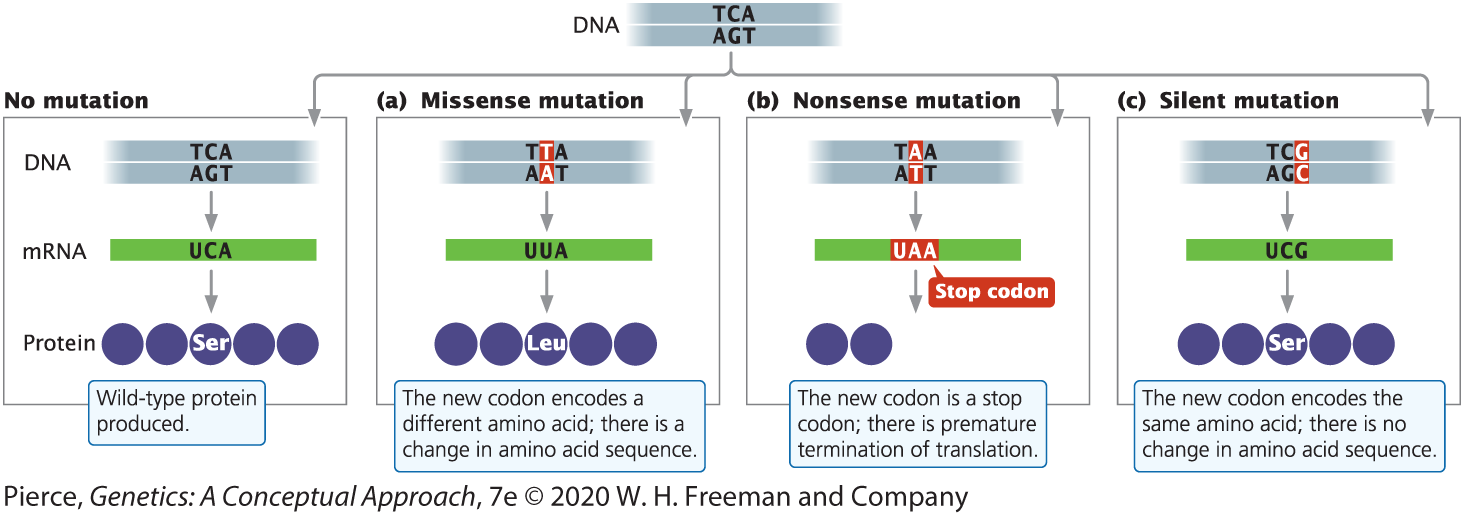 DNA
TCA
AGT
No mutation
DNA
TCA
AGT
mRNA
UCA
Protein
Ser
Wild-type protein
produced.
(a) Missense mutation
TTA
AAT
UUA
Leu
The new codon encodes a
different amino acid; there is a
change in amino acid sequence.
(b) Nonsense mutation
TAA
ATT
UAA
Stop codon
The new codon is a stop
codon; there is premature
termination of translation.
(c) Silent mutation
TCG
AGC
UCG
Ser
The new codon encodes the
same amino acid; there is no
change in amino acid sequence.
Pierce, Genetics: A Conceptual Approach, 7e © 2020 W. H. Freeman and Company